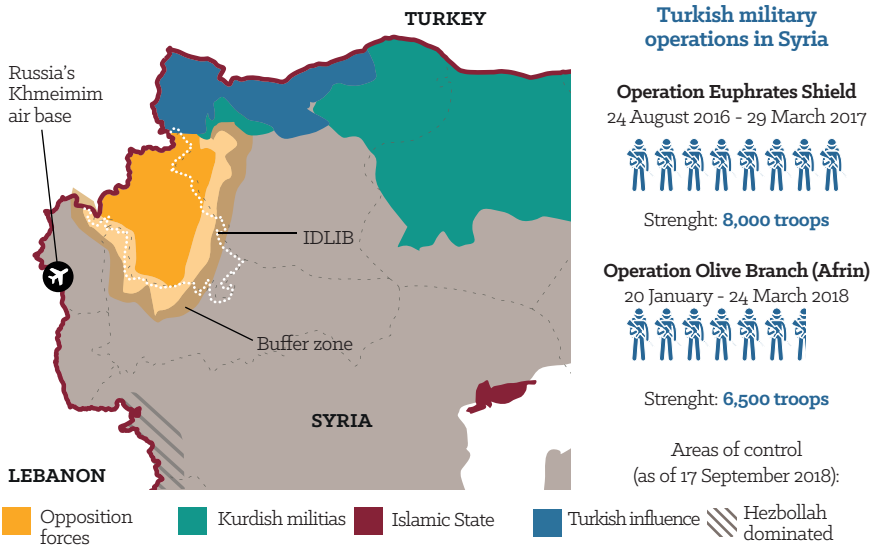 TURKEY
Russia's
Khmeimim
air base
IDLIB
Buffer zone
SYRIA
LEBANON
Turkish military
operations in Syria
Operation Euphrates Shield
24 August 2016 - 29 March 2017
Strenght: 8,000 troops
Operation Olive Branch (Afrin)
20 January - 24 March 2018
Strenght: 6,500 troops
Areas of control
(as of 17 September 2018):
Opposition
forces
Kurdish militias
Islamic State
Turkish influence
Hezbollah
dominated